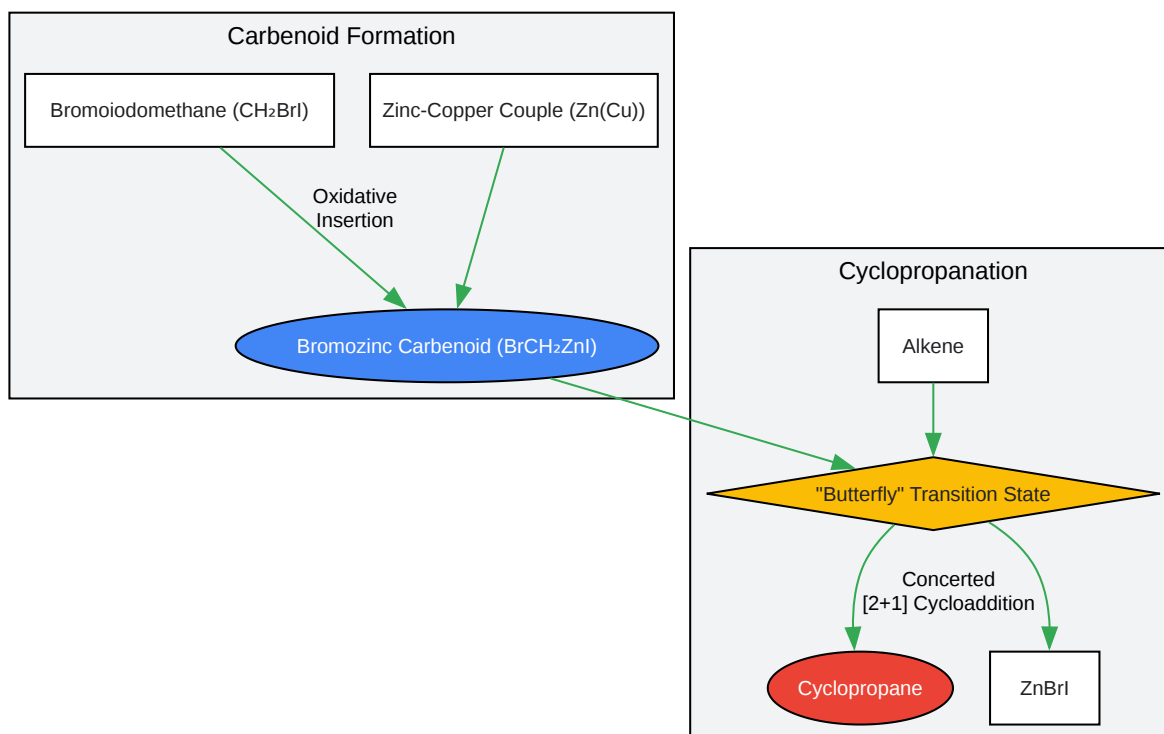 Carbenoid Formation
Bromoiodomethane (CH₂BrI)
Zinc-Copper Couple (Zn(Cu))
Oxidative
Insertion
Bromozinc Carbenoid (BrCH₂ZnI)
Cyclopropanation
Alkene
"Butterfly" Transition State
Concerted
[2+1] Cycloaddition
Cyclopropane
ZnBrI